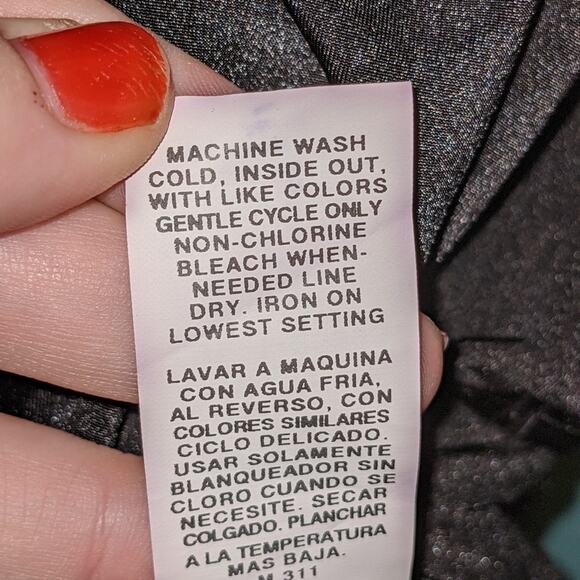 MACHINE WASH
COLD, INSIDE OUT,
WITH LIKE COLORS
GENTLE CYCLE ONLY
NON-CHLORINE
BLEACH WHEN-
NEEDED LINE
DRY. IRON ON
LOWEST SETTING
LAVAR A MAQUINA
CON AGUA FRIA,
AL REVERSO, CON
COLORES SIMILARES
CICLO DELICADO.
USAR SOLAMENTE
BLANQUEADOR SIN
CLORO CUANDO SE
NECESITE. SECAR
COLGADO. PLANCHAR
A LA TEMPERATURA
MAS BAJA.
M 311